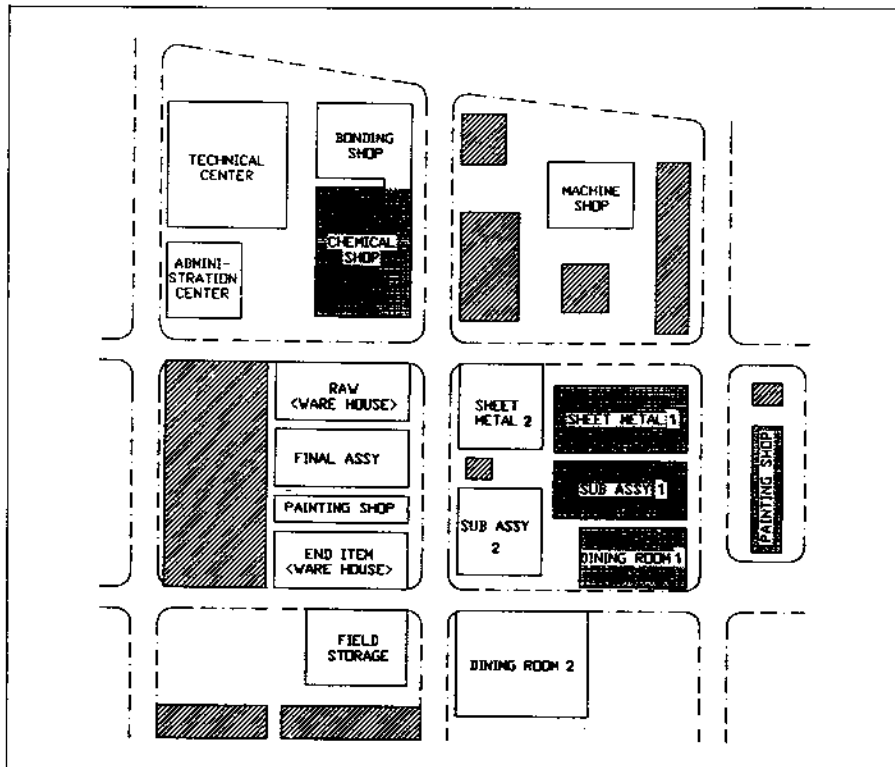 TECHNICAL
CENTER
BONDING
SHOP
CHEMICAL
SHOP
ADMINI-
STRATION
CENTER
MACHINE
SHOP
RAW
<WARE HOUSE>
FINAL ASSY
PAINTING SHOP
END ITEM
<WARE HOUSE>
SHEET
METAL 2
SHEET METAL 1
SUB ASSY 1
SUB ASSY
2
DINING ROOM 1
PAINTING SHOP
FIELD
STORAGE
DINING ROOM 2